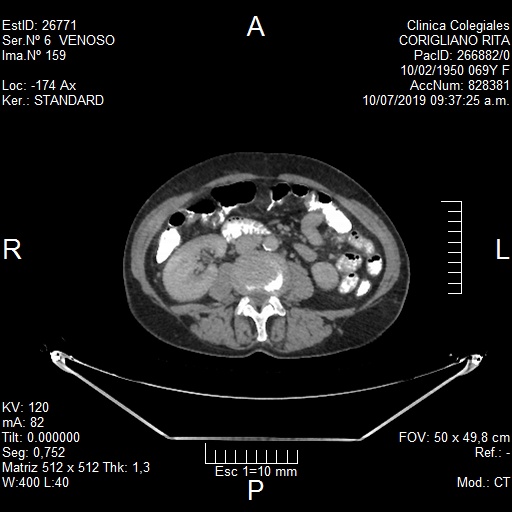 EstID: 26771
Ser.Nº 6  VENOSO
Ima.Nº 159
Loc: -174 Ax
Ker.: STANDARD
A
Clinica Colegiales
CORIGLIANO RITA
PacID: 266882/0
10/02/1950 069Y F
AccNum: 828381
10/07/2019 09:37:25 a.m.
R
L
KV: 120
mA: 82
Tilt: 0.000000
Seg: 0,752
Matriz 512 x 512 Thk: 1,3
W:400 L:40
Esc 1=10 mm
P
FOV: 50 x 49,8 cm
Ref.: -
Mod.: CT